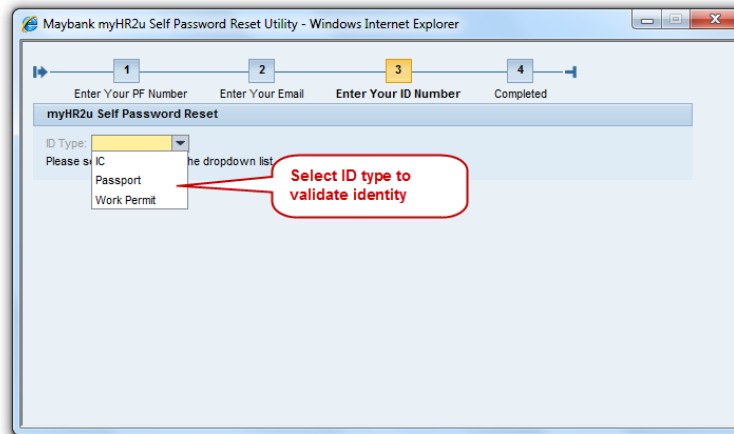 Maybank myHR2u Self Password Reset Utility - Windows Internet Explorer
1 2 3 4
Enter Your PF Number Enter Your Email Enter Your ID Number Completed
myHR2u Self Password Reset
ID Type:
Please se he dropdown list
IC
Passport
Work Permit
Select ID type to
validate identity